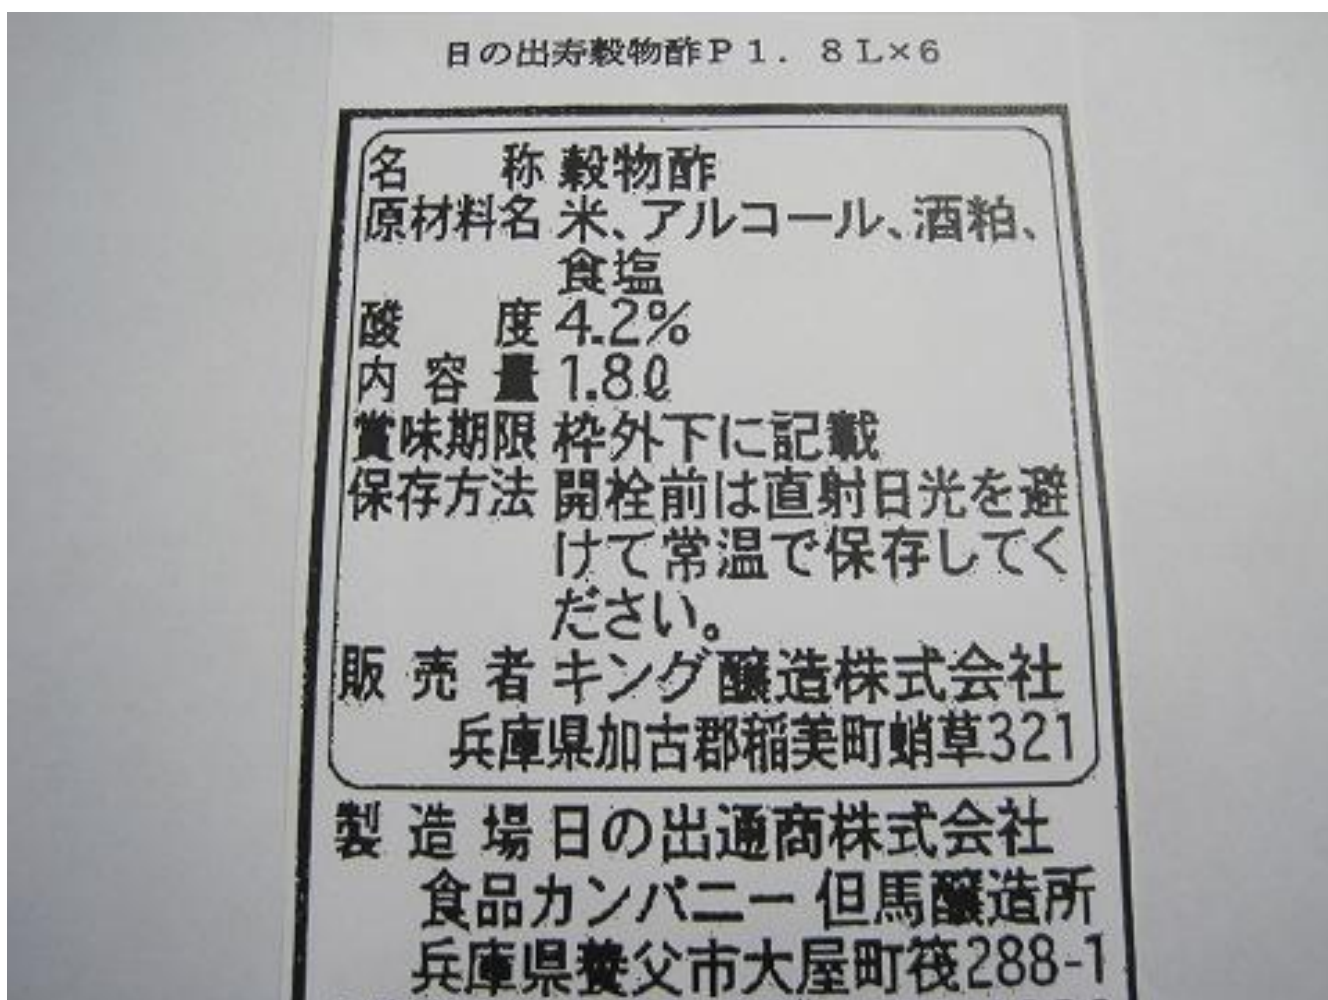 日の出寿穀物酢P1.8L×6
名称 穀物酢
原材料名 米、アルコール、酒粕、
食塩
酸度 4.2%
内容量 1.8ℓ
賞味期限 枠外下に記載
保存方法 開栓前は直射日光を避
けて常温で保存してく
ださい。
販売者 キング醸造株式会社
兵庫県加古郡稲美町蛸草321
製造場 日の出通商株式会社
食品カンパニー 但馬醸造所
兵庫県養父市大屋町筏288-1